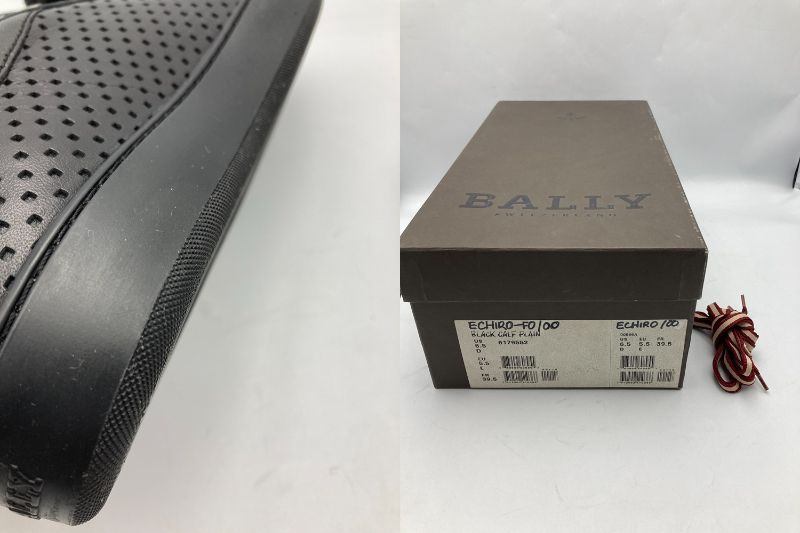 BALLY
SWITZERLAND
ECHIRO-FO/00
BLACK CALF PLAIN
US
6.5 6179552
D
EU
5.5
E
FR
39.5
ECHIRO/00
US EU FR
6.5 5.5 39.5
D E